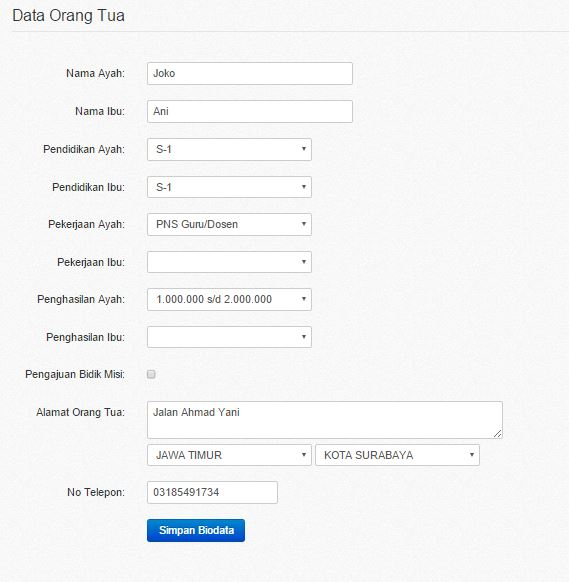 Data Orang Tua
Nama Ayah: Joko
Nama Ibu: Ani
Pendidikan Ayah: S-1
Pendidikan Ibu: S-1
Pekerjaan Ayah: PNS Guru/Dosen
Pekerjaan Ibu:
Penghasilan Ayah: 1.000.000 s/d 2.000.000
Penghasilan Ibu:
Pengajuan Bidik Misi:
Alamat Orang Tua: Jalan Ahmad Yani
JAWA TIMUR KOTA SURABAYA
No Telepon: 03185491734
Simpan Biodata